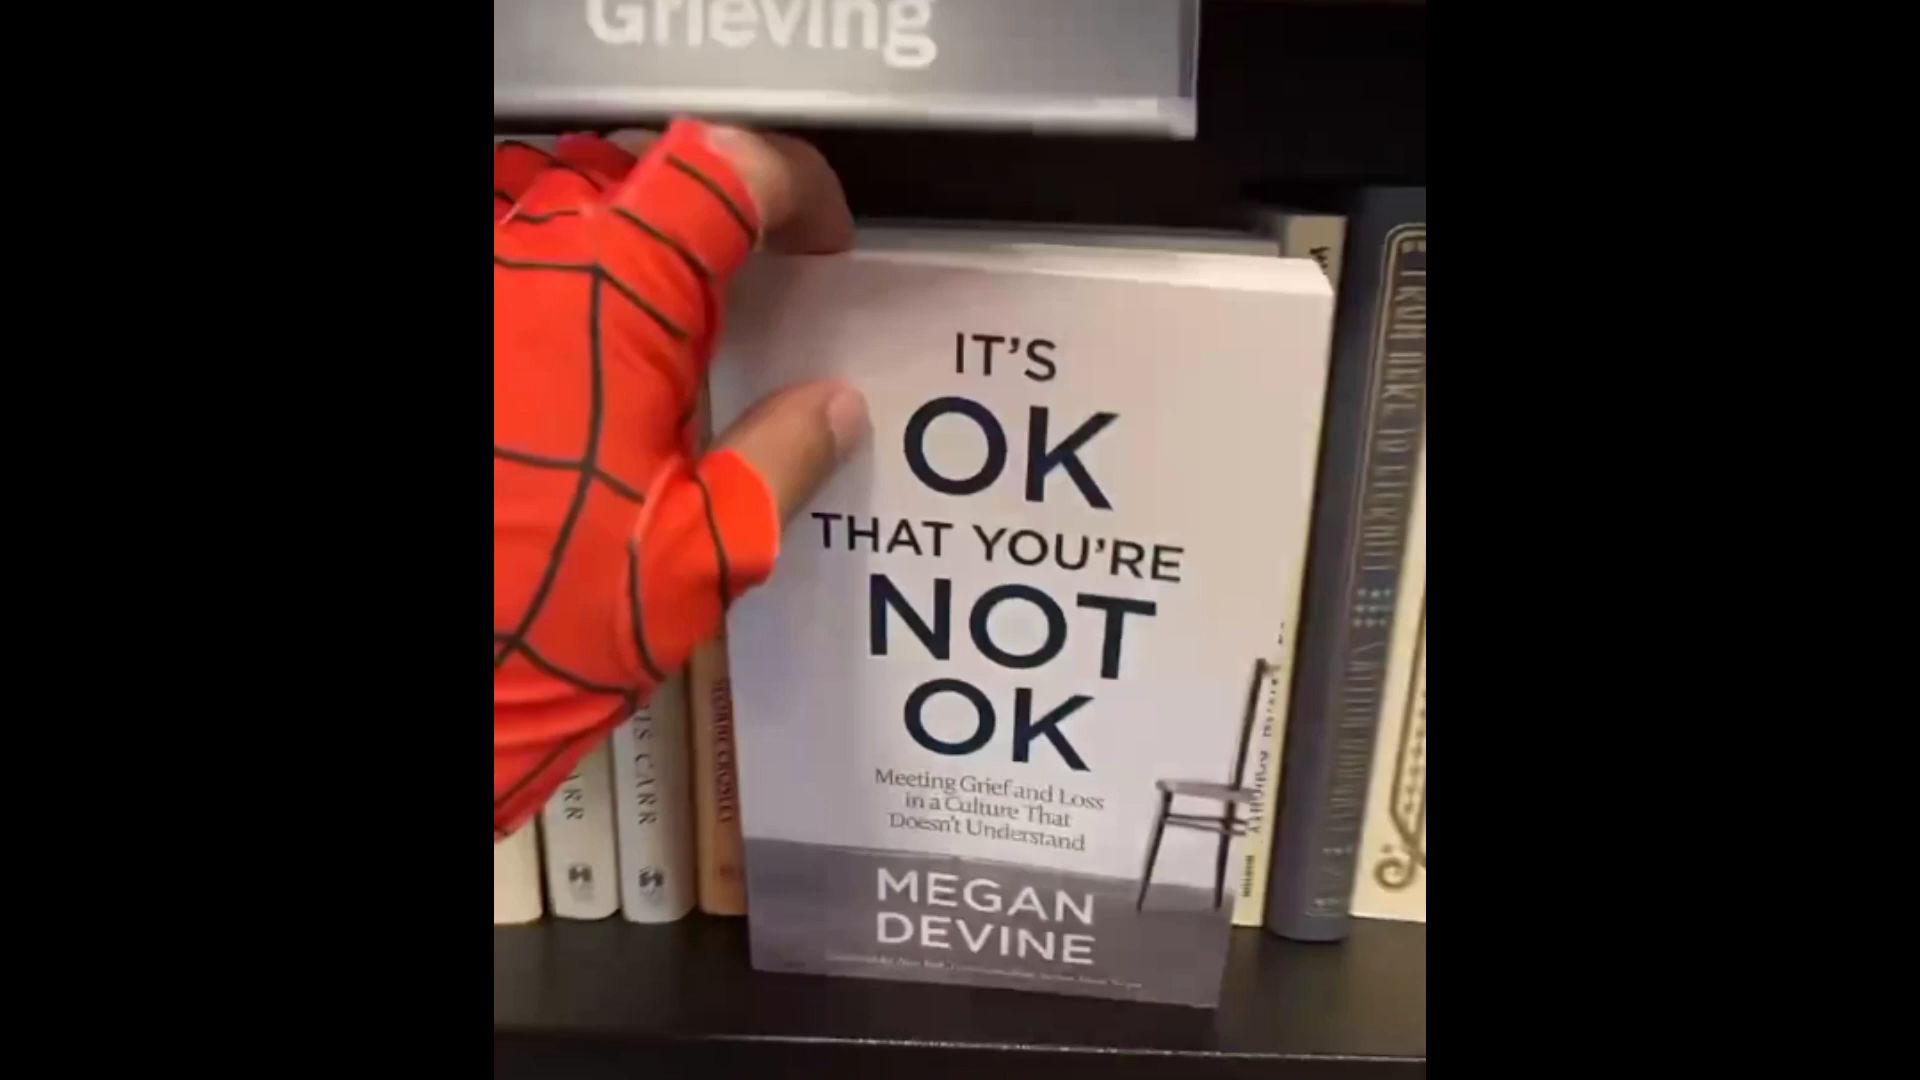 Grieving
IT'S
OK
THAT YOU'RE
NOT
OK
Meeting Grief and Loss
in a Culture That
Doesn't Understand
MEGAN
DEVINE
CARR